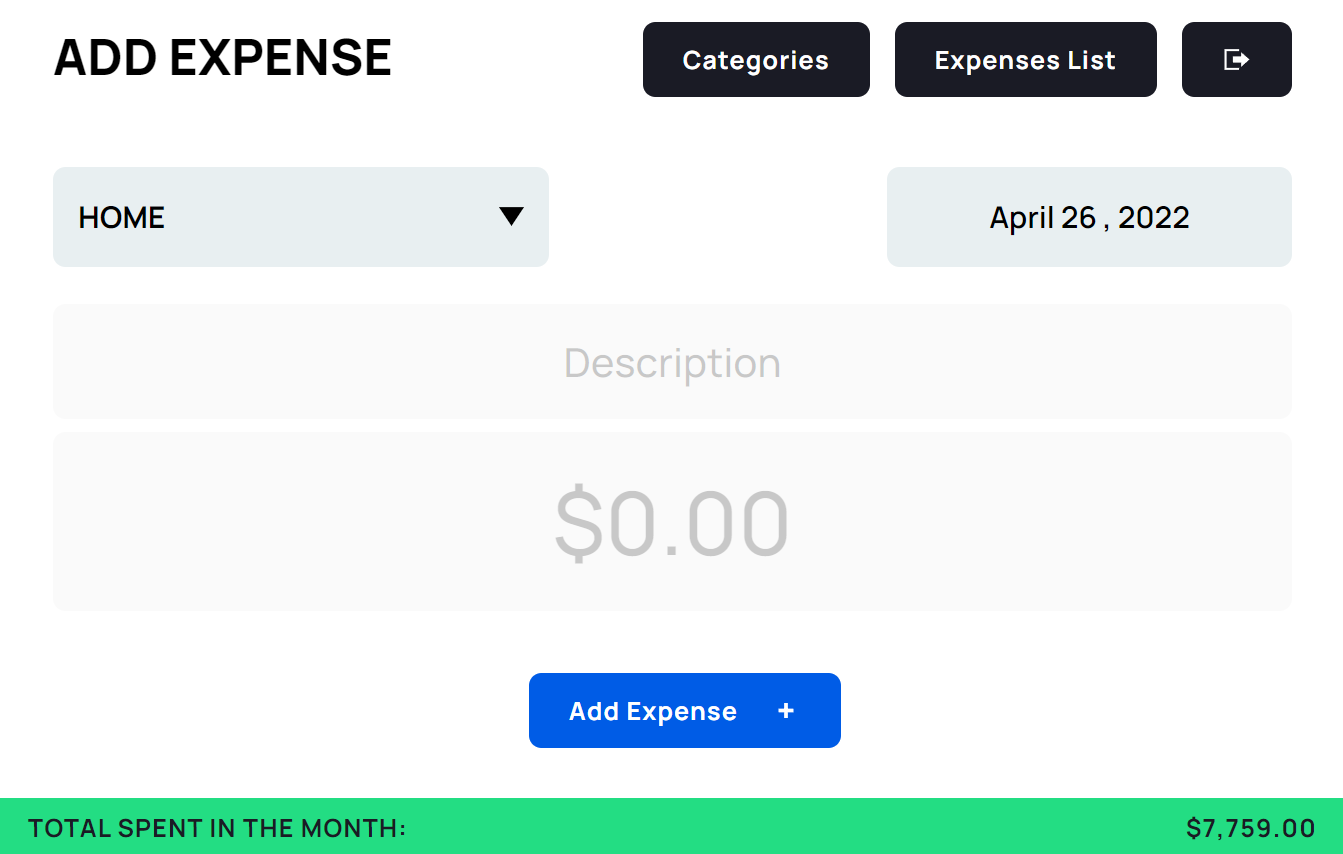 ADD EXPENSE
Categories
Expenses List
HOME
April 26 , 2022
Description
$0.00
Add Expense +
TOTAL SPENT IN THE MONTH: $7,759.00